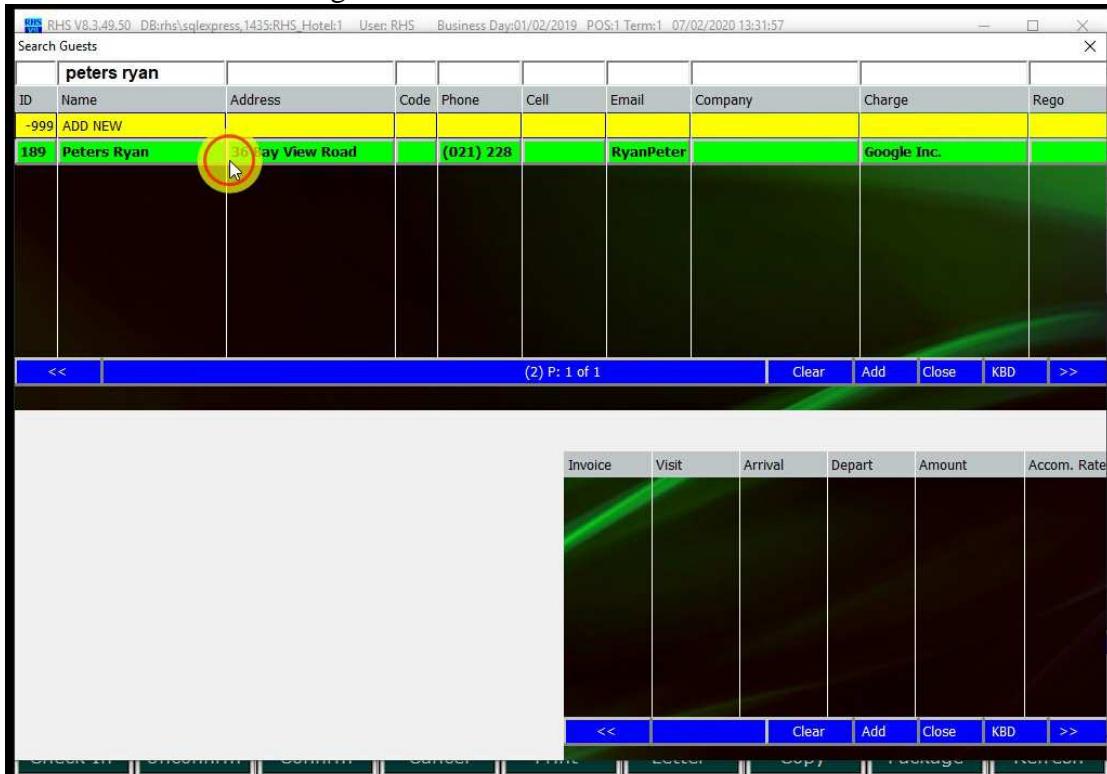 RHS V8.3.49.50 DB:rhs\sqlexpress,1435:RHS_Hotel:1 User: RHS Business Day:01/02/2019 POS:1 Term:1 07/02/2020 13:31:57
Search Guests
peters ryan
ID Name Address Code Phone Cell Email Company Charge Rego
-999 ADD NEW
189 Peters Ryan 36 Bay View Road (021) 228 RyanPeter Google Inc.
<< (2) P: 1 of 1 Clear Add Close KBD >>
Invoice Visit Arrival Depart Amount Accom. Rate
<< Clear Add Close KBD >>